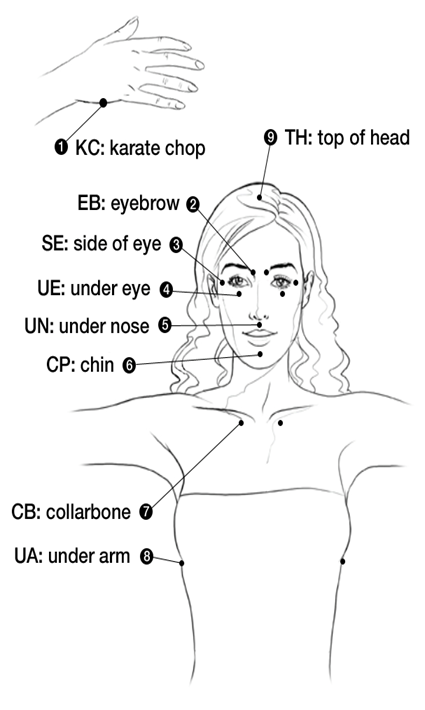 ❶ KC: karate chop
❾ TH: top of head
EB: eyebrow ❷
SE: side of eye ❸
UE: under eye ❹
UN: under nose ❺
CP: chin ❻
CB: collarbone ❼
UA: under arm ❽